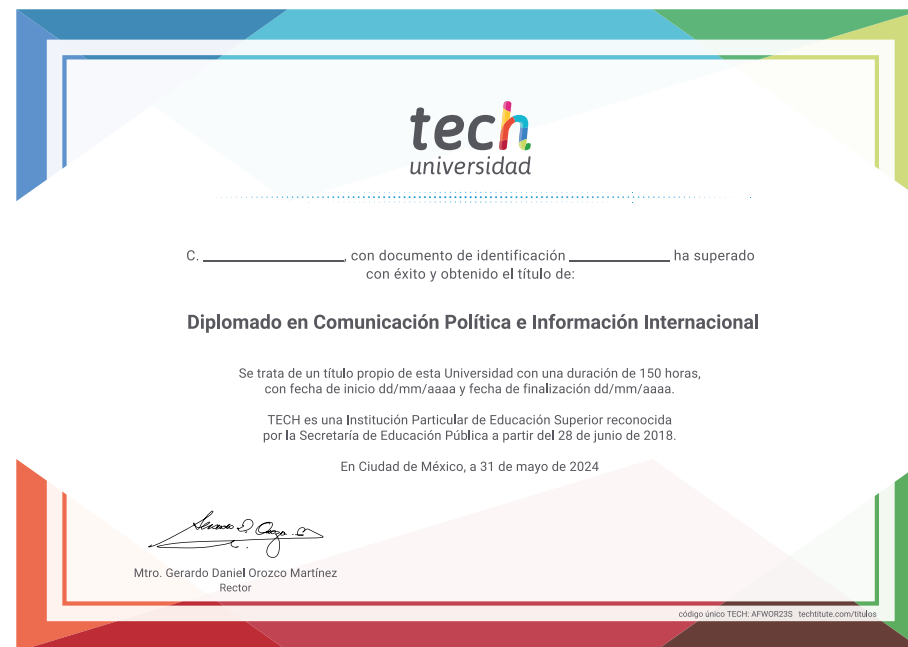 tech
universidad
C. ____________________, con documento de identificación ______________ ha superado
con éxito y obtenido el título de:
Diplomado en Comunicación Política e Información Internacional
Se trata de un título propio de esta Universidad con una duración de 150 horas,
con fecha de inicio dd/mm/aaaa y fecha de finalización dd/mm/aaaa.
TECH es una Institución Particular de Educación Superior reconocida
por la Secretaría de Educación Pública a partir del 28 de junio de 2018.
En Ciudad de México, a 31 de mayo de 2024
Mtro. Gerardo Daniel Orozco Martínez
Rector
código único TECH: AFWOR23S techtitute.com/titulos